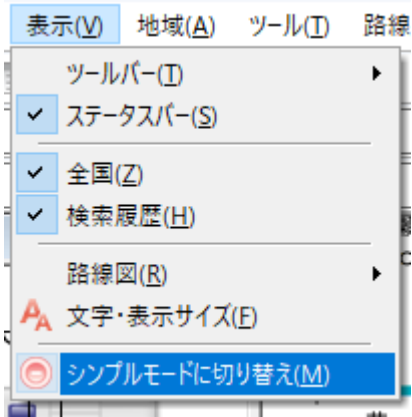 表示(V) 地域(A) ツール(T) 路線
ツールバー(T)
ステータスバー(S)
全国(Z)
検索履歴(H)
路線図(R)
文字・表示サイズ(F)
シンプルモードに切り替え(M)